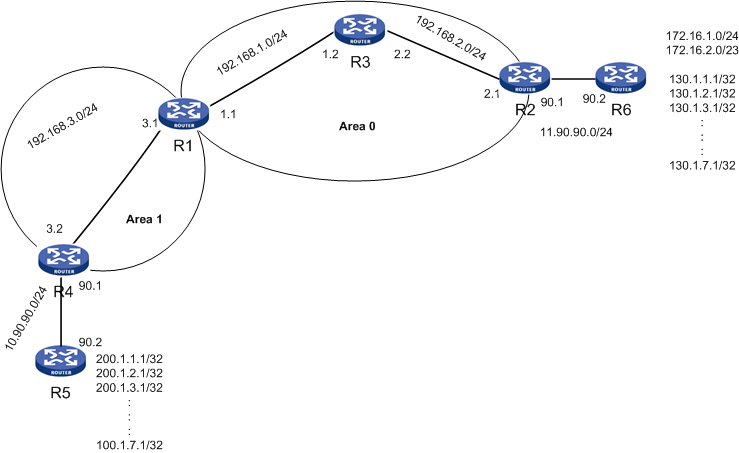 192.168.1.0/24
192.168.2.0/24
172.16.1.0/24
172.16.2.0/23
ROUTER
1.2
R3
2.2
130.1.1.1/32
130.1.2.1/32
130.1.3.1/32
:
:
:
130.1.7.1/32
ROUTER
2.1
R2
90.1
ROUTER
90.2
R6
11.90.90.0/24
192.168.3.0/24
3.1
ROUTER
1.1
R1
Area 0
Area 1
3.2
ROUTER
R4
90.1
10.90.90.0/24
90.2
ROUTER
R5
200.1.1.1/32
200.1.2.1/32
200.1.3.1/32
:
:
:
100.1.7.1/32